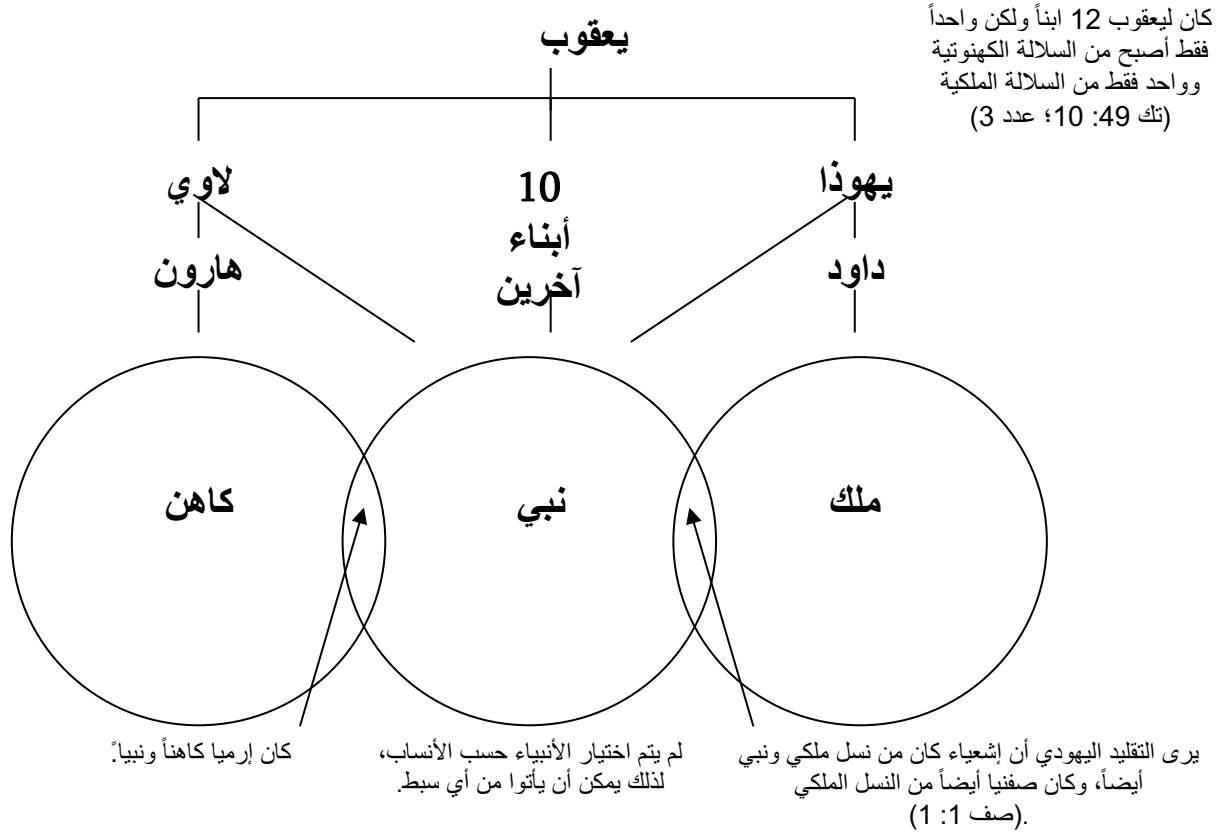 كان ليعقوب 12 ابناً ولكن واحداً
فقط أصبح من السلالة الكهنوتية
وواحد فقط من السلالة الملكية
(تك 49: 10؛ عدد 3)
يعقوب
يهوذا
10
أبناء
آخرين
لاوي
داود
هارون
ملك
نبي
كاهن
يرى التقليد اليهودي أن إشعياء كان من نسل ملكي ونبي
أيضاً، وكان صفنيا أيضاً من النسل الملكي
(صف 1: 1).
لم يتم اختيار الأنبياء حسب الأنساب،
لذلك يمكن أن يأتوا من أي سبط.
كان إرميا كاهناً ونبياً.